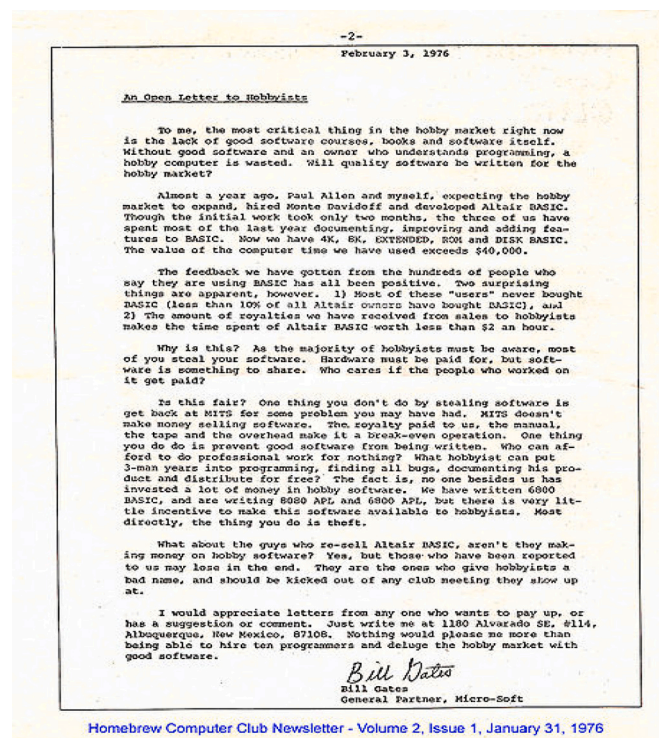 -2-
February 3, 1976
An Open Letter to Hobbyists
To me, the most critical thing in the hobby market right now
is the lack of good software courses, books and software itself.
Without good software and an owner who understands programming, a
hobby computer is wasted. Will quality software be written for the
hobby market?
Almost a year ago, Paul Allen and myself, expecting the hobby
market to expand, hired Monte Davidoff and developed Altair BASIC.
Though the initial work took only two months, the three of us have
spent most of the last year documenting, improving and adding fea-
tures to BASIC. Now we have 4K, 8K, EXTENDED, ROM and DISK BASIC.
The value of the computer time we have used exceeds $40,000.
The feedback we have gotten from the hundreds of people who
say they are using BASIC has all been positive. Two surprising
things are apparent, however. 1) Most of these "users" never bought
BASIC (less than 10% of all Altair owners have bought BASIC), and
2) The amount of royalties we have received from sales to hobbyists
makes the time spent of Altair BASIC worth less than $2 an hour.
Why is this? As the majority of hobbyists must be aware, most
of you steal your software. Hardware must be paid for, but soft-
ware is something to share. Who cares if the people who worked on
it get paid?
Is this fair? One thing you don't do by stealing software is
get back at MITS for some problem you may have had. MITS doesn't
make money selling software. The royalty paid to us, the manual,
the tape and the overhead make it a break-even operation. One thing
you do do is prevent good software from being written. Who can af-
ford to do professional work for nothing? What hobbyist can put
3-man years into programming, finding all bugs, documenting his pro-
duct and distribute for free? The fact is, no one besides us has
invested a lot of money in hobby software. We have written 6800
BASIC, and are writing 8080 APL and 6800 APL, but there is very lit-
tle incentive to make this software available to hobbyists. Most
directly, the thing you do is theft.
What about the guys who re-sell Altair BASIC, aren't they mak-
ing money on hobby software? Yes, but those who have been reported
to us may lose in the end. They are the ones who give hobbyists a
bad name, and should be kicked out of any club meeting they show up
at.
I would appreciate letters from any one who wants to pay up, or
has a suggestion or comment. Just write me at 1180 Alvarado SE, #114,
Albuquerque, New Mexico, 87108. Nothing would please me more than
being able to hire ten programmers and deluge the hobby market with
good software.
Bill Gates
Bill Gates
General Partner, Micro-Soft
Homebrew Computer Club Newsletter - Volume 2, Issue 1, January 31, 1976